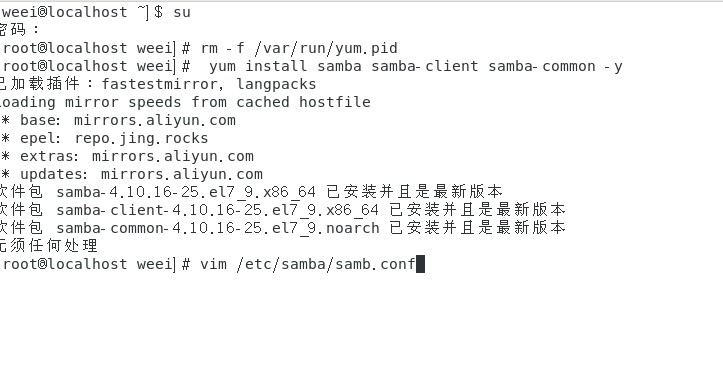 weei@localhost ~]$ su
密码：
root@localhost weei]# rm -f /var/run/yum.pid
root@localhost weei]#  yum install samba samba-client samba-common -y
已加载插件：fastestmirror, langpacks
Loading mirror speeds from cached hostfile
* base: mirrors.aliyun.com
* epel: repo.jing.rocks
* extras: mirrors.aliyun.com
* updates: mirrors.aliyun.com
软件包 samba-4.10.16-25.el7_9.x86_64 已安装并且是最新版本
软件包 samba-client-4.10.16-25.el7_9.x86_64 已安装并且是最新版本
软件包 samba-common-4.10.16-25.el7_9.noarch 已安装并且是最新版本
无须任何处理
root@localhost weei]# vim /etc/samba/samb.conf